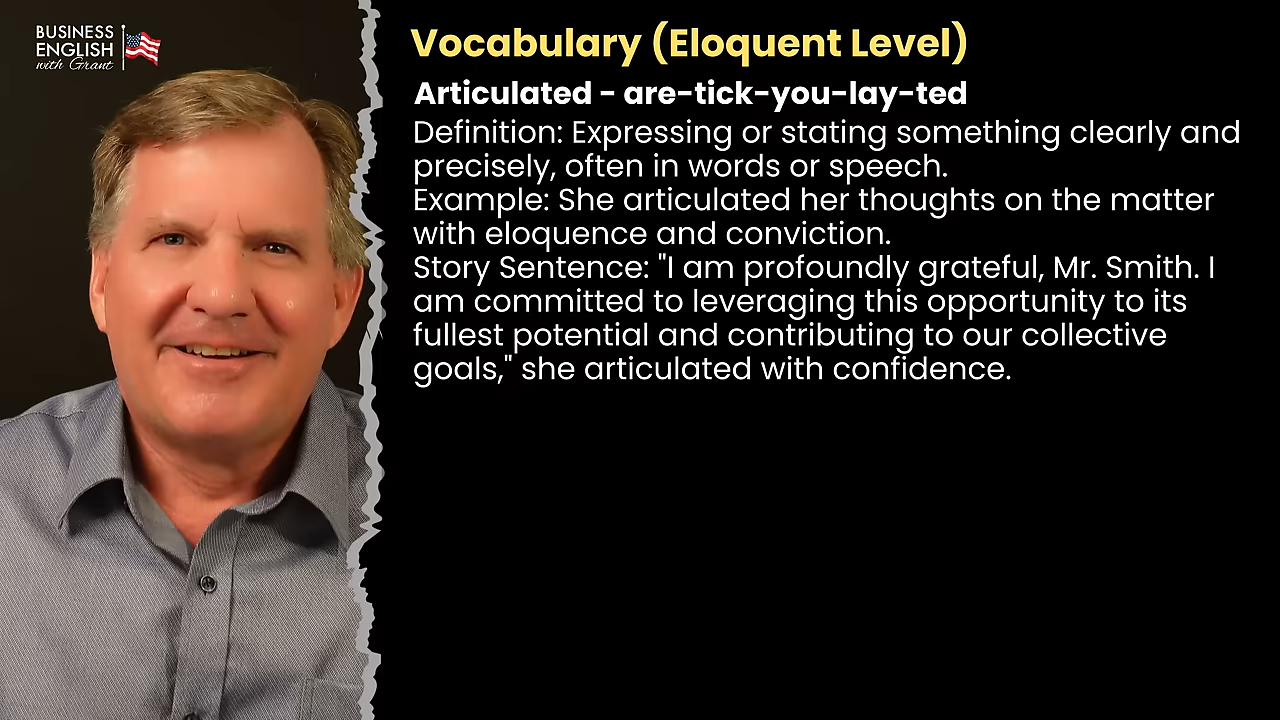 BUSINESS
ENGLISH
with Grant
Vocabulary (Eloquent Level)
Articulated - are-tick-you-lay-ted
Definition: Expressing or stating something clearly and
precisely, often in words or speech.
Example: She articulated her thoughts on the matter
with eloquence and conviction.
Story Sentence: "I am profoundly grateful, Mr. Smith. I
am committed to leveraging this opportunity to its
fullest potential and contributing to our collective
goals," she articulated with confidence.